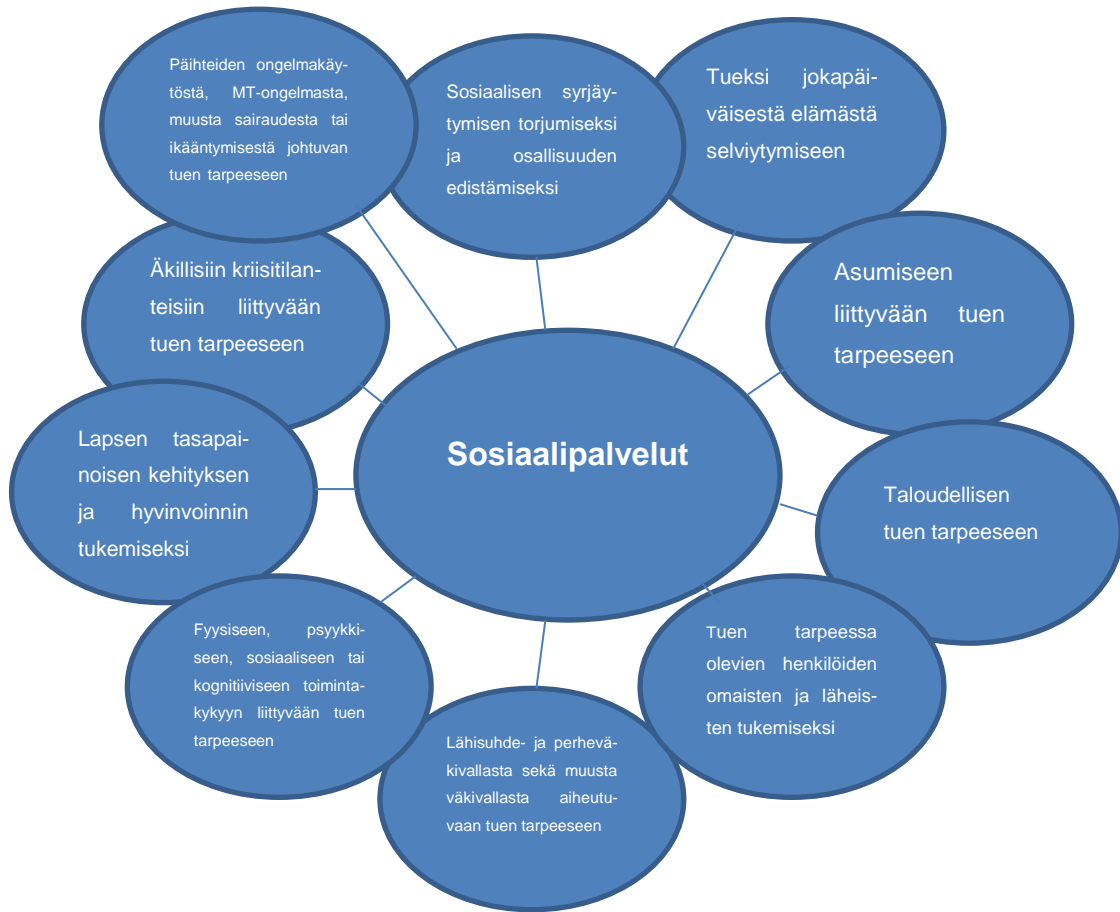 Päihteiden ongelmakäy-
töstä, MT-ongelmasta,
muusta sairaudesta tai
ikääntymisestä johtuvan
tuen tarpeeseen
Sosiaalisen syrjäy-
tymisen torjumiseksi
ja osallisuuden
edistämiseksi
Tueksi jokapäi-
väisestä elämästä
selviytymiseen
Äkillisiin kriisitilan-
teisiin liittyvään
tuen tarpeeseen
Asumiseen
liittyvään tuen
tarpeeseen
Sosiaalipalvelut
Lapsen tasapai-
noisen kehityksen
ja hyvinvoinnin
tukemiseksi
Taloudellisen
tuen tarpeeseen
Fyysiseen, psyykki-
seen, sosiaaliseen tai
kognitiiviseen toiminta-
kykyyn liittyvään tuen
tarpeeseen
Tuen tarpeessa
olevien henkilöiden
omaisten ja läheis-
ten tukemiseksi
Lähisuhde- ja perhevä-
kivallasta sekä muusta
väkivallasta aiheutu-
vaan tuen tarpeeseen